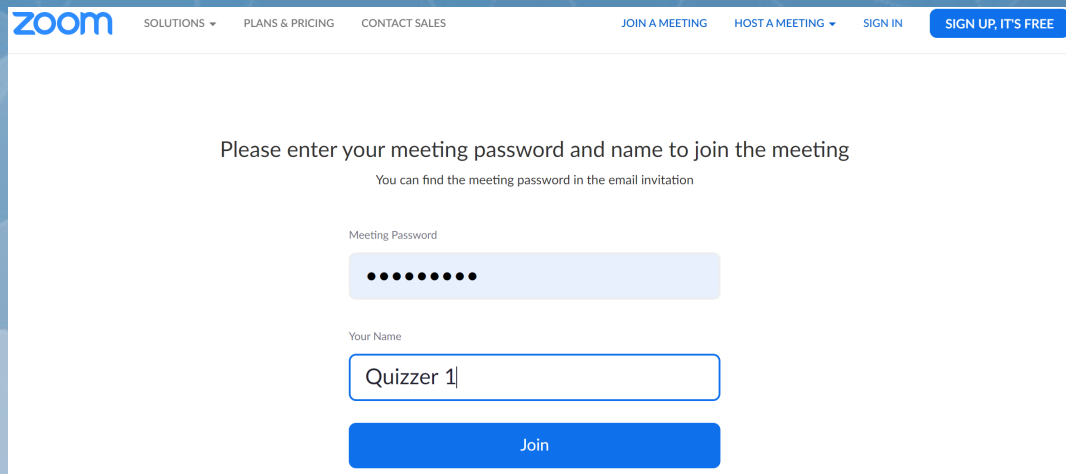 zoom SOLUTIONS PLANS & PRICING CONTACT SALES JOIN A MEETING HOST A MEETING SIGN IN SIGN UP, IT'S FREE
Please enter your meeting password and name to join the meeting
You can find the meeting password in the email invitation
Meeting Password
•••••••••
Your Name
Quizzer 1
Join